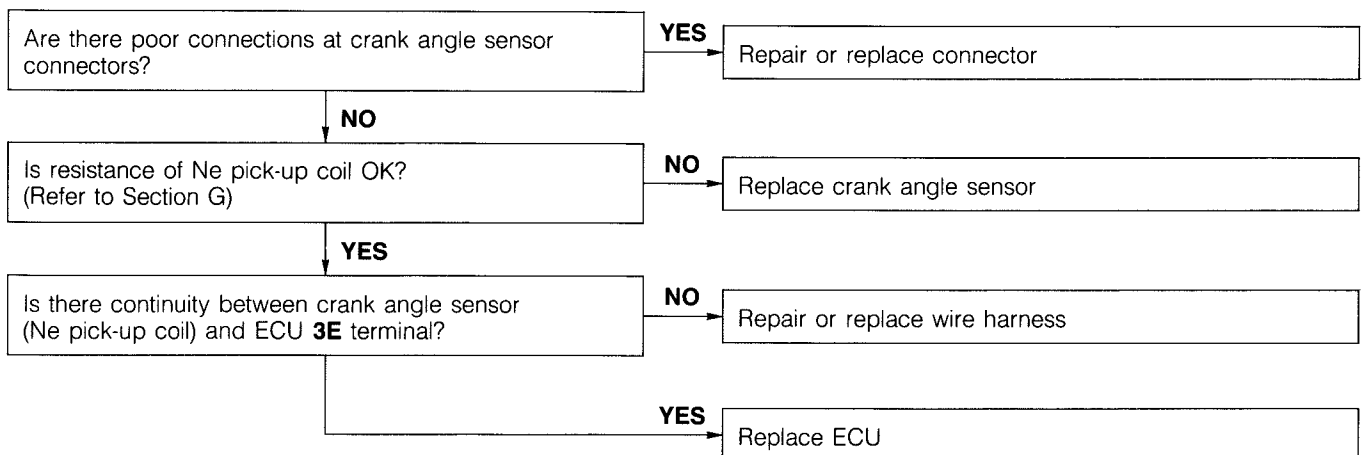 Are there poor connections at crank angle sensor
connectors?
YES
Repair or replace connector
NO
Is resistance of Ne pick-up coil OK?
(Refer to Section G)
NO
Replace crank angle sensor
YES
Is there continuity between crank angle sensor
(Ne pick-up coil) and ECU 3E terminal?
NO
Repair or replace wire harness
YES
Replace ECU